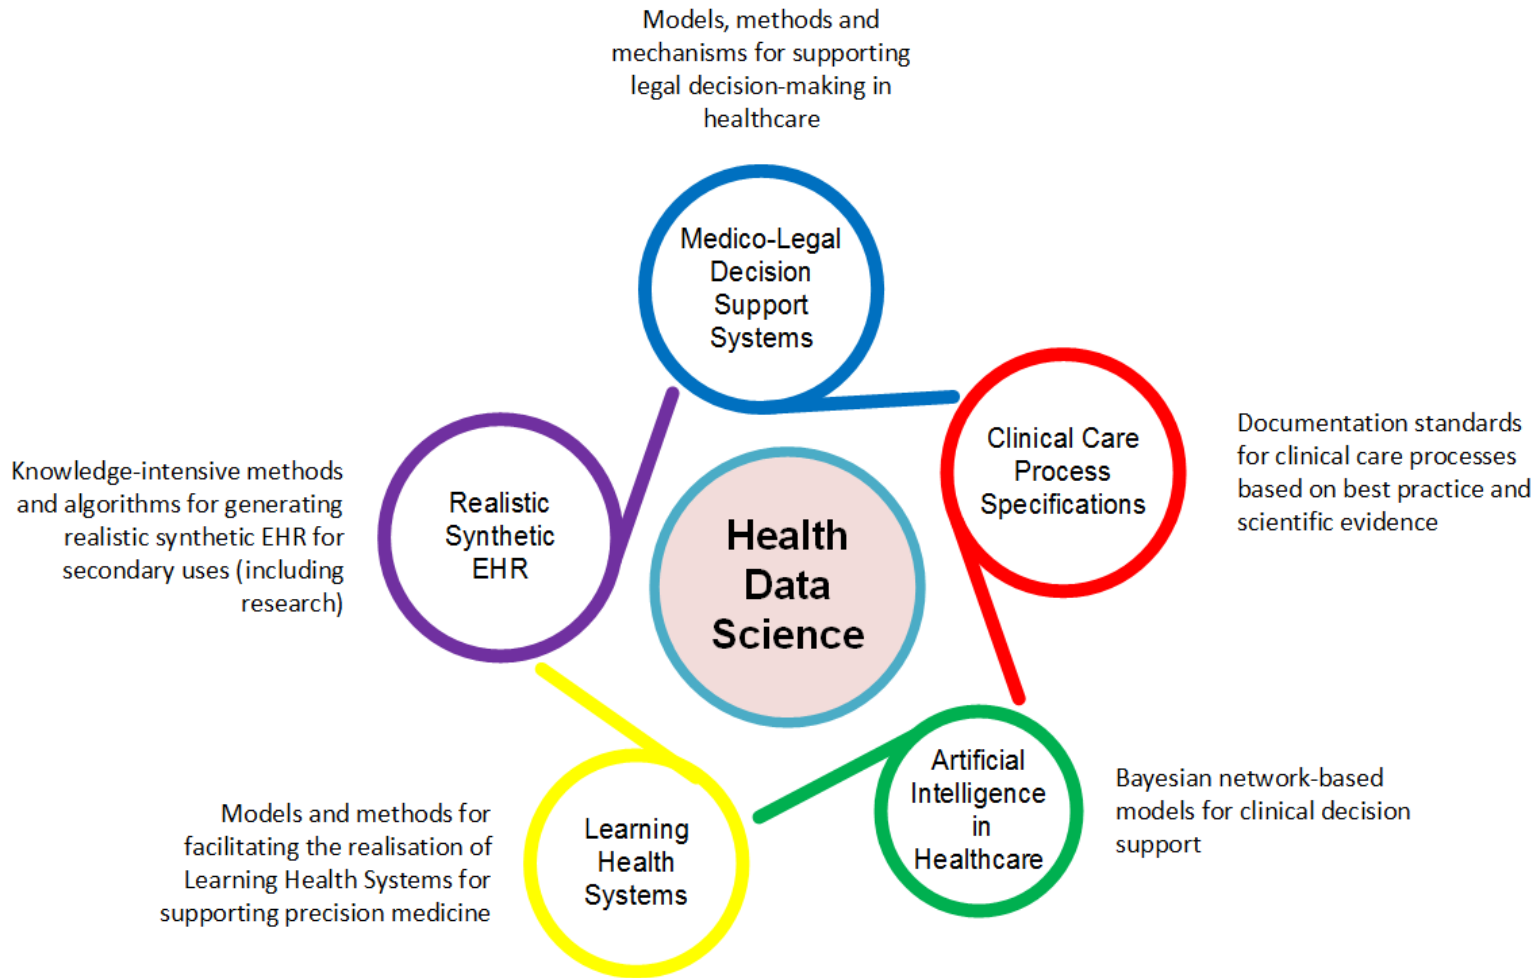 Models, methods and
mechanisms for supporting
legal decision-making in
healthcare
Medico-Legal
Decision
Support
Systems
Clinical Care
Process
Specifications
Documentation standards
for clinical care processes
based on best practice and
scientific evidence
Knowledge-intensive methods
and algorithms for generating
realistic synthetic EHR for
secondary uses (including
research)
Realistic
Synthetic
EHR
Health
Data
Science
Artificial
Intelligence
in
Healthcare
Bayesian network-based
models for clinical decision
support
Models and methods for
facilitating the realisation of
Learning Health Systems for
supporting precision medicine
Learning
Health
Systems